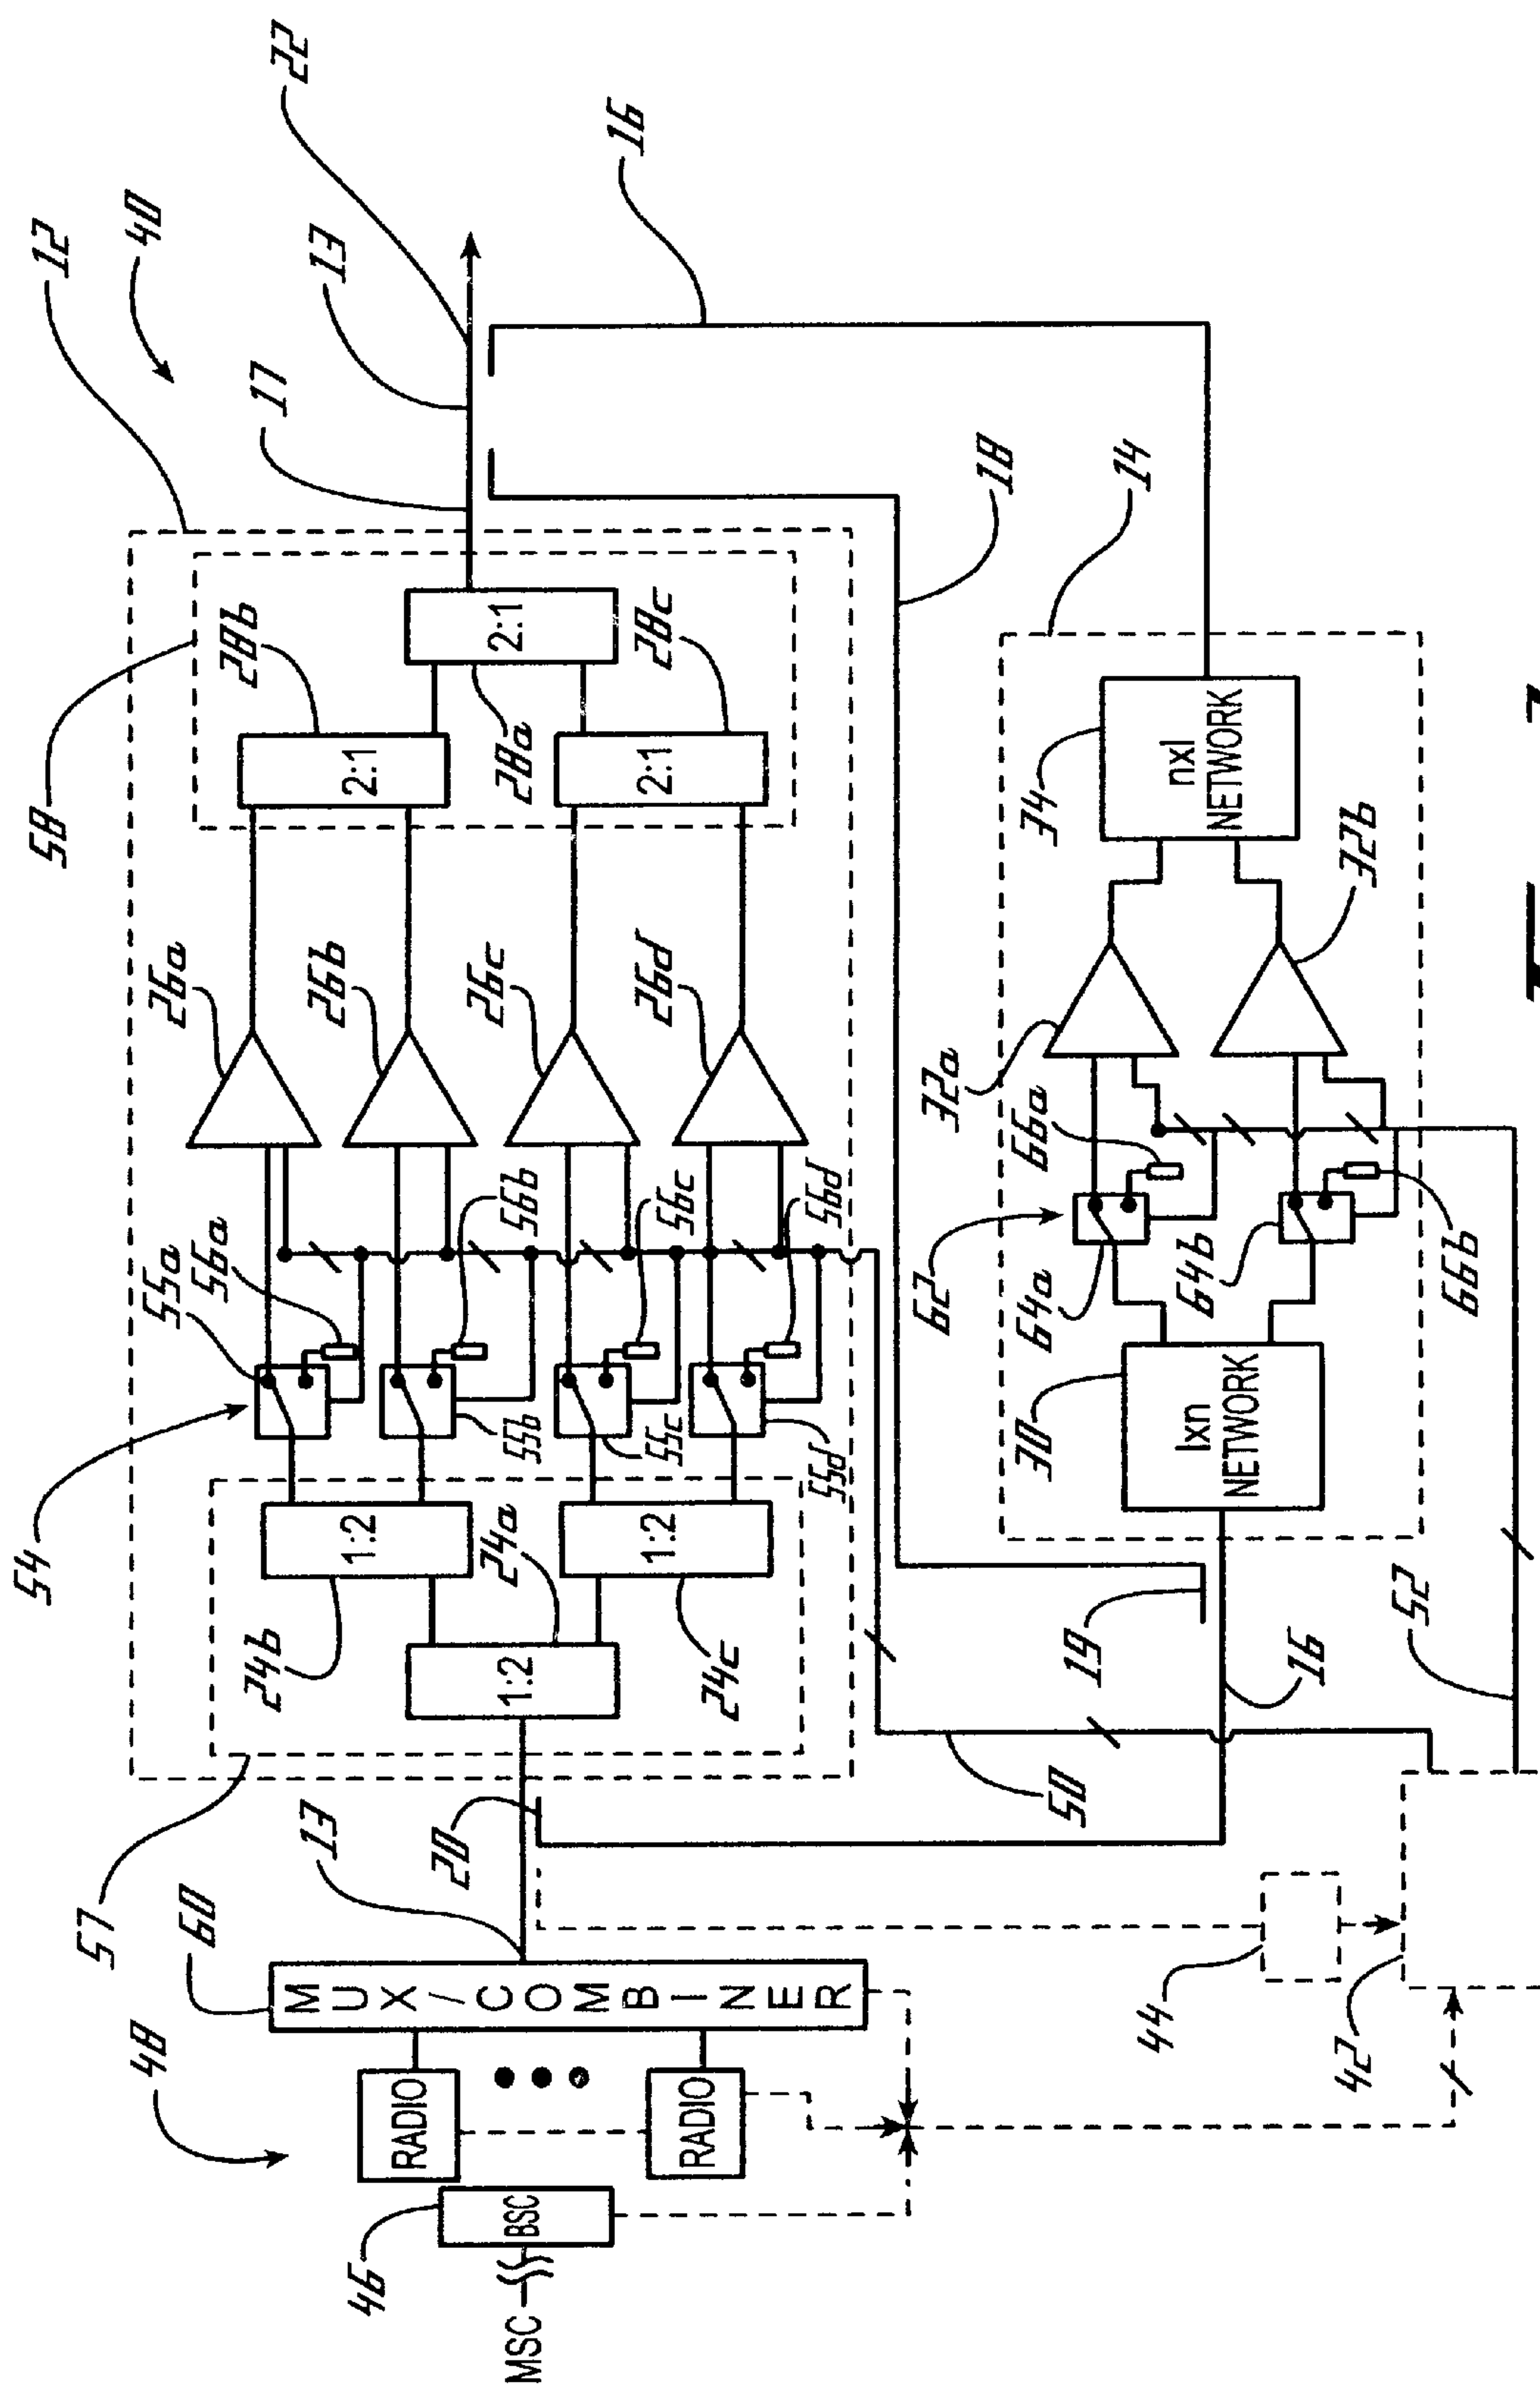 12
40
17
13
22
16
58
28b
28a
28c
2:1
2:1
2:1
26a
26b
26c
26d
18
14
54
55a
56a
56b
56c
56d
55b
55c
55d
34
nxl
NETWORK
32a
32b
66a
62
64a
64b
66b
30
lxn
NETWORK
24b
24a
24c
1:2
1:2
1:2
57
13
20
19
16
50
52
60
MUX/COMBINER
48
RADIO
RADIO
44
42
46
BSC
MSC